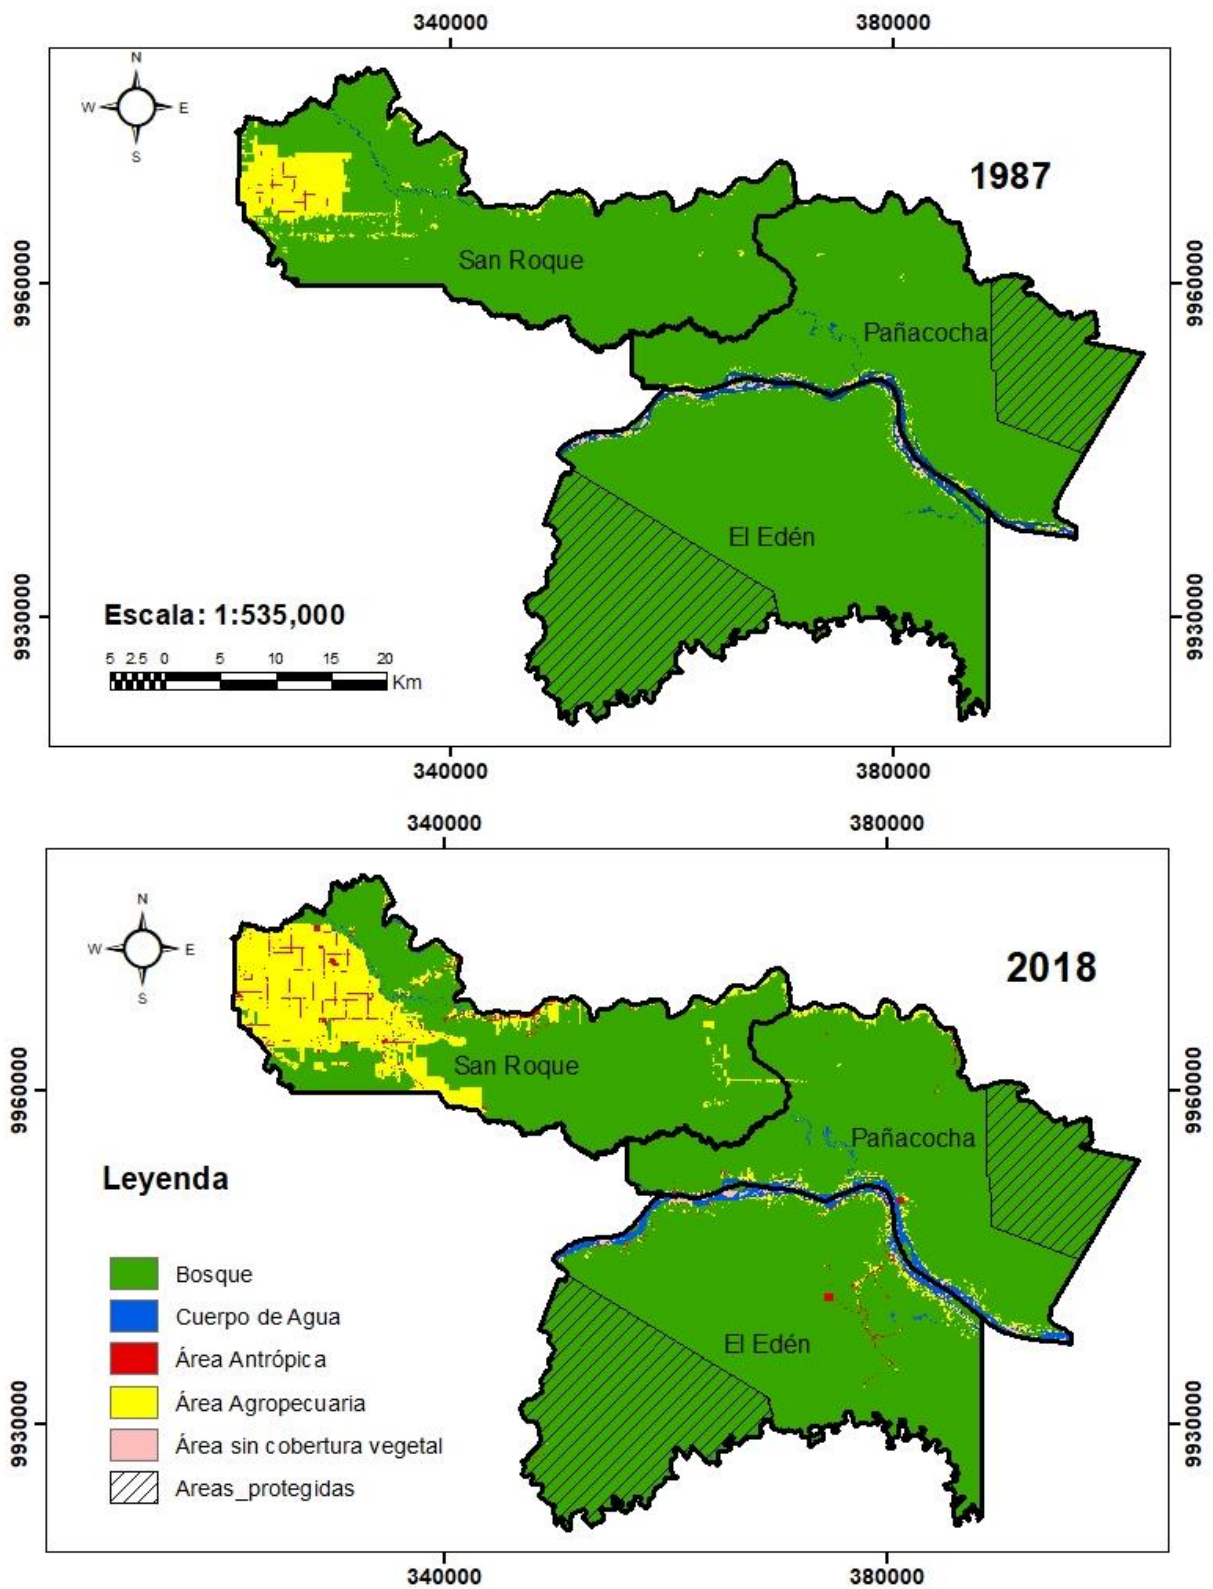 340000 380000
N
W E
S
1987
San Roque
9960000 9960000
Pañacocha
El Edén
Escala: 1:535,000
9930000 9930000
5 2.5 0 5 10 15 20
Km
340000 380000
340000 380000
N
W E
S
2018
San Roque
9960000 9960000
Pañacocha
Leyenda
Bosque
Cuerpo de Agua
El Edén
Área Antrópica
Área Agropecuaria
9930000 9930000
Área sin cobertura vegetal
Areas_protegidas
340000 380000